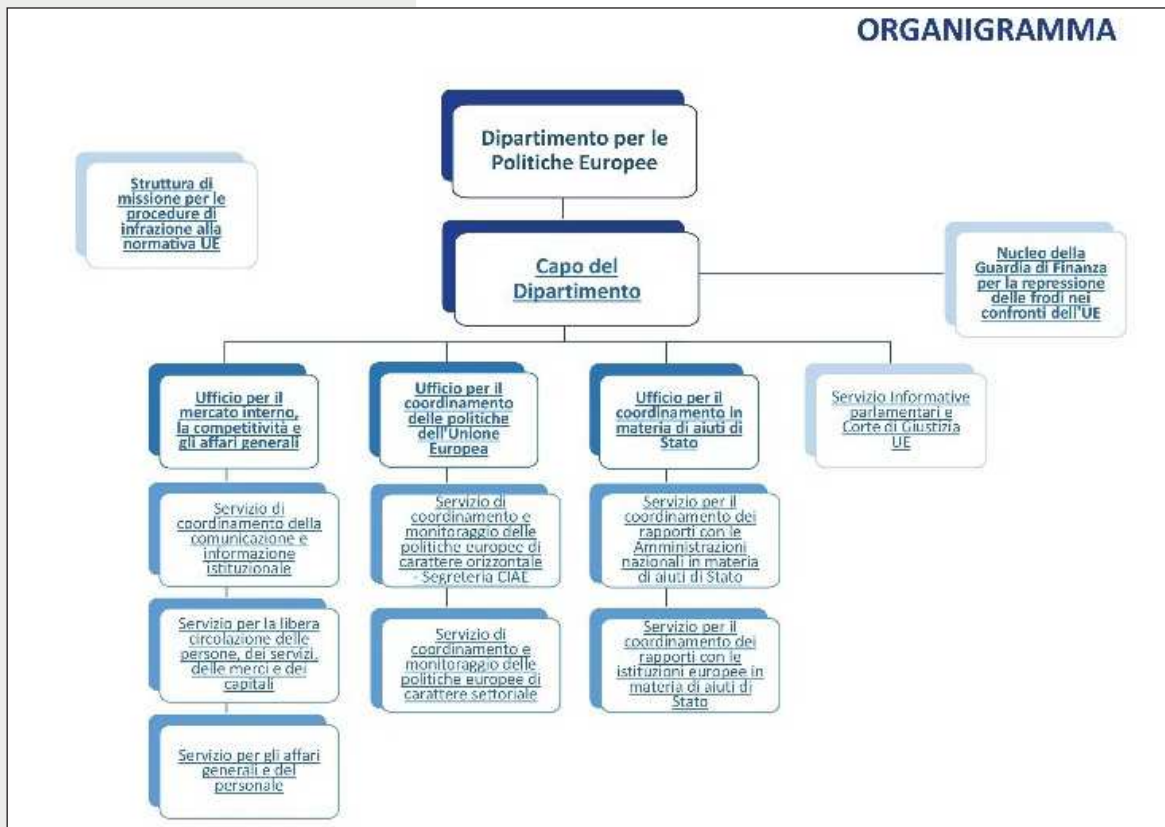 ORGANIGRAMMA
Dipartimento per le
Politiche Europee
Struttura di
missione per le
procedure di
infrazione alla
normativa UE
Capo del
Dipartimento
Nucleo della
Guardia di Finanza
per la repressione
delle frodi nei
confronti dell'UE
Ufficio per il
mercato interno,
la competitività e
gli affari generali
Ufficio per il
coordinamento
delle politiche
dell'Unione
Europea
Ufficio per il
coordinamento in
materia di aiuti di
Stato
Servizio Informative
parlamentari e
Corte di Giustizia
UE
Servizio di
coordinamento della
comunicazione e
informazione
istituzionale
Servizio di
coordinamento e
monitoraggio delle
politiche europee di
carattere orizzontale
- Segreteria CIAE
Servizio per il
coordinamento dei
rapporti con le
Amministrazioni
nazionali in materia
di aiuti di Stato
Servizio per la libera
circolazione delle
persone, dei servizi,
delle merci e dei
capitali
Servizio di
coordinamento e
monitoraggio delle
politiche europee di
carattere settoriale
Servizio per il
coordinamento dei
rapporti con le
istituzioni europee in
materia di aiuti di
Stato
Servizio per gli affari
generali e del
personale